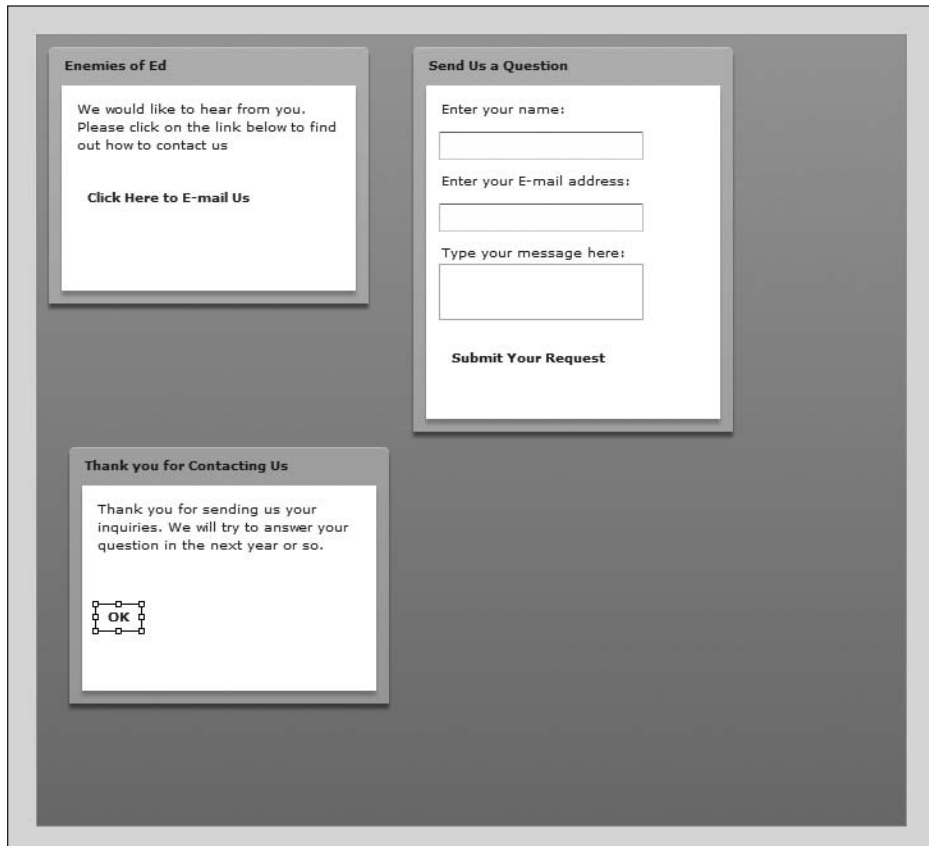 Enemies of Ed
We would like to hear from you.
Please click on the link below to find
out how to contact us
Click Here to E-mail Us
Send Us a Question
Enter your name:
Enter your E-mail address:
Type your message here:
Submit Your Request
Thank you for Contacting Us
Thank you for sending us your
inquiries. We will try to answer your
question in the next year or so.
OK